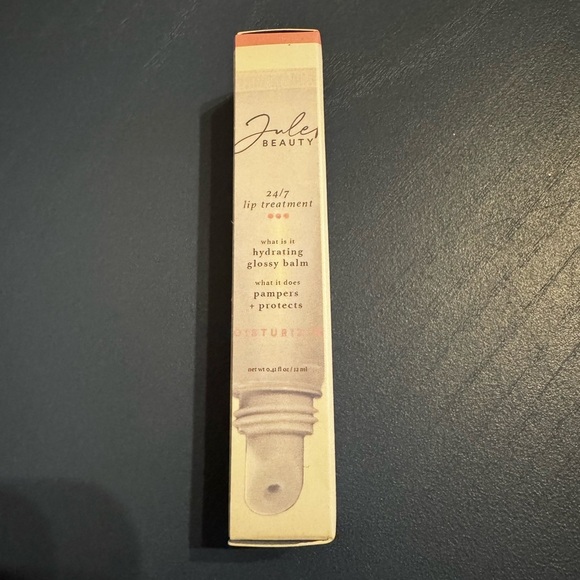 Jules
BEAUTY
24/7
lip treatment
what is it
hydrating
glossy balm
what it does
pampers
+ protects
net wt 0.41 fl oz / 12 ml